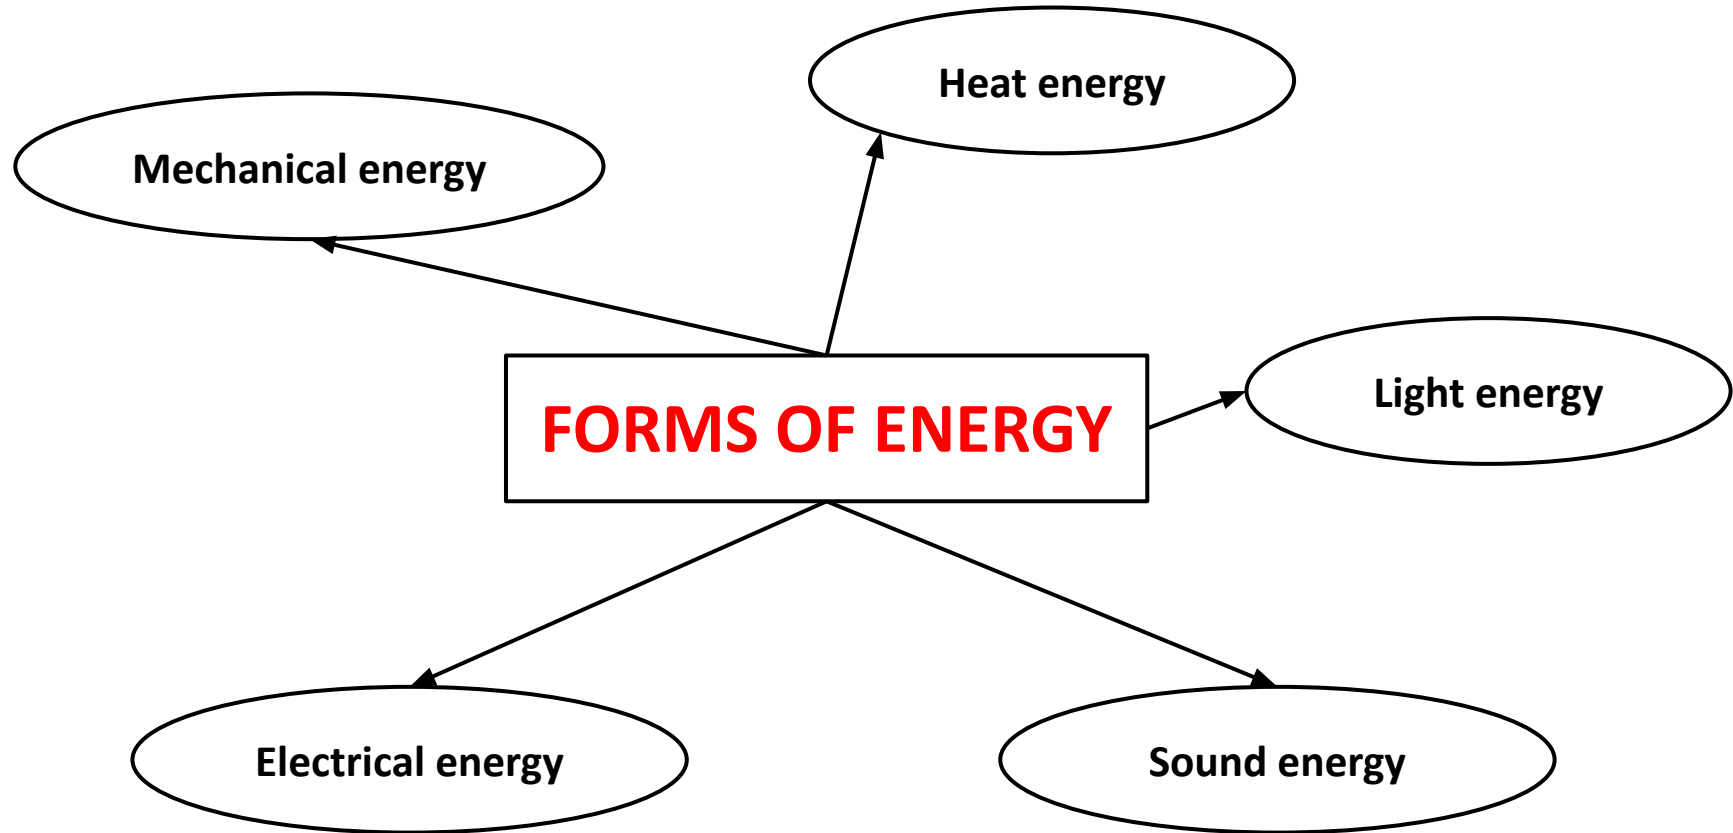 Heat energy
Mechanical energy
Light energy
FORMS OF ENERGY
Electrical energy
Sound energy